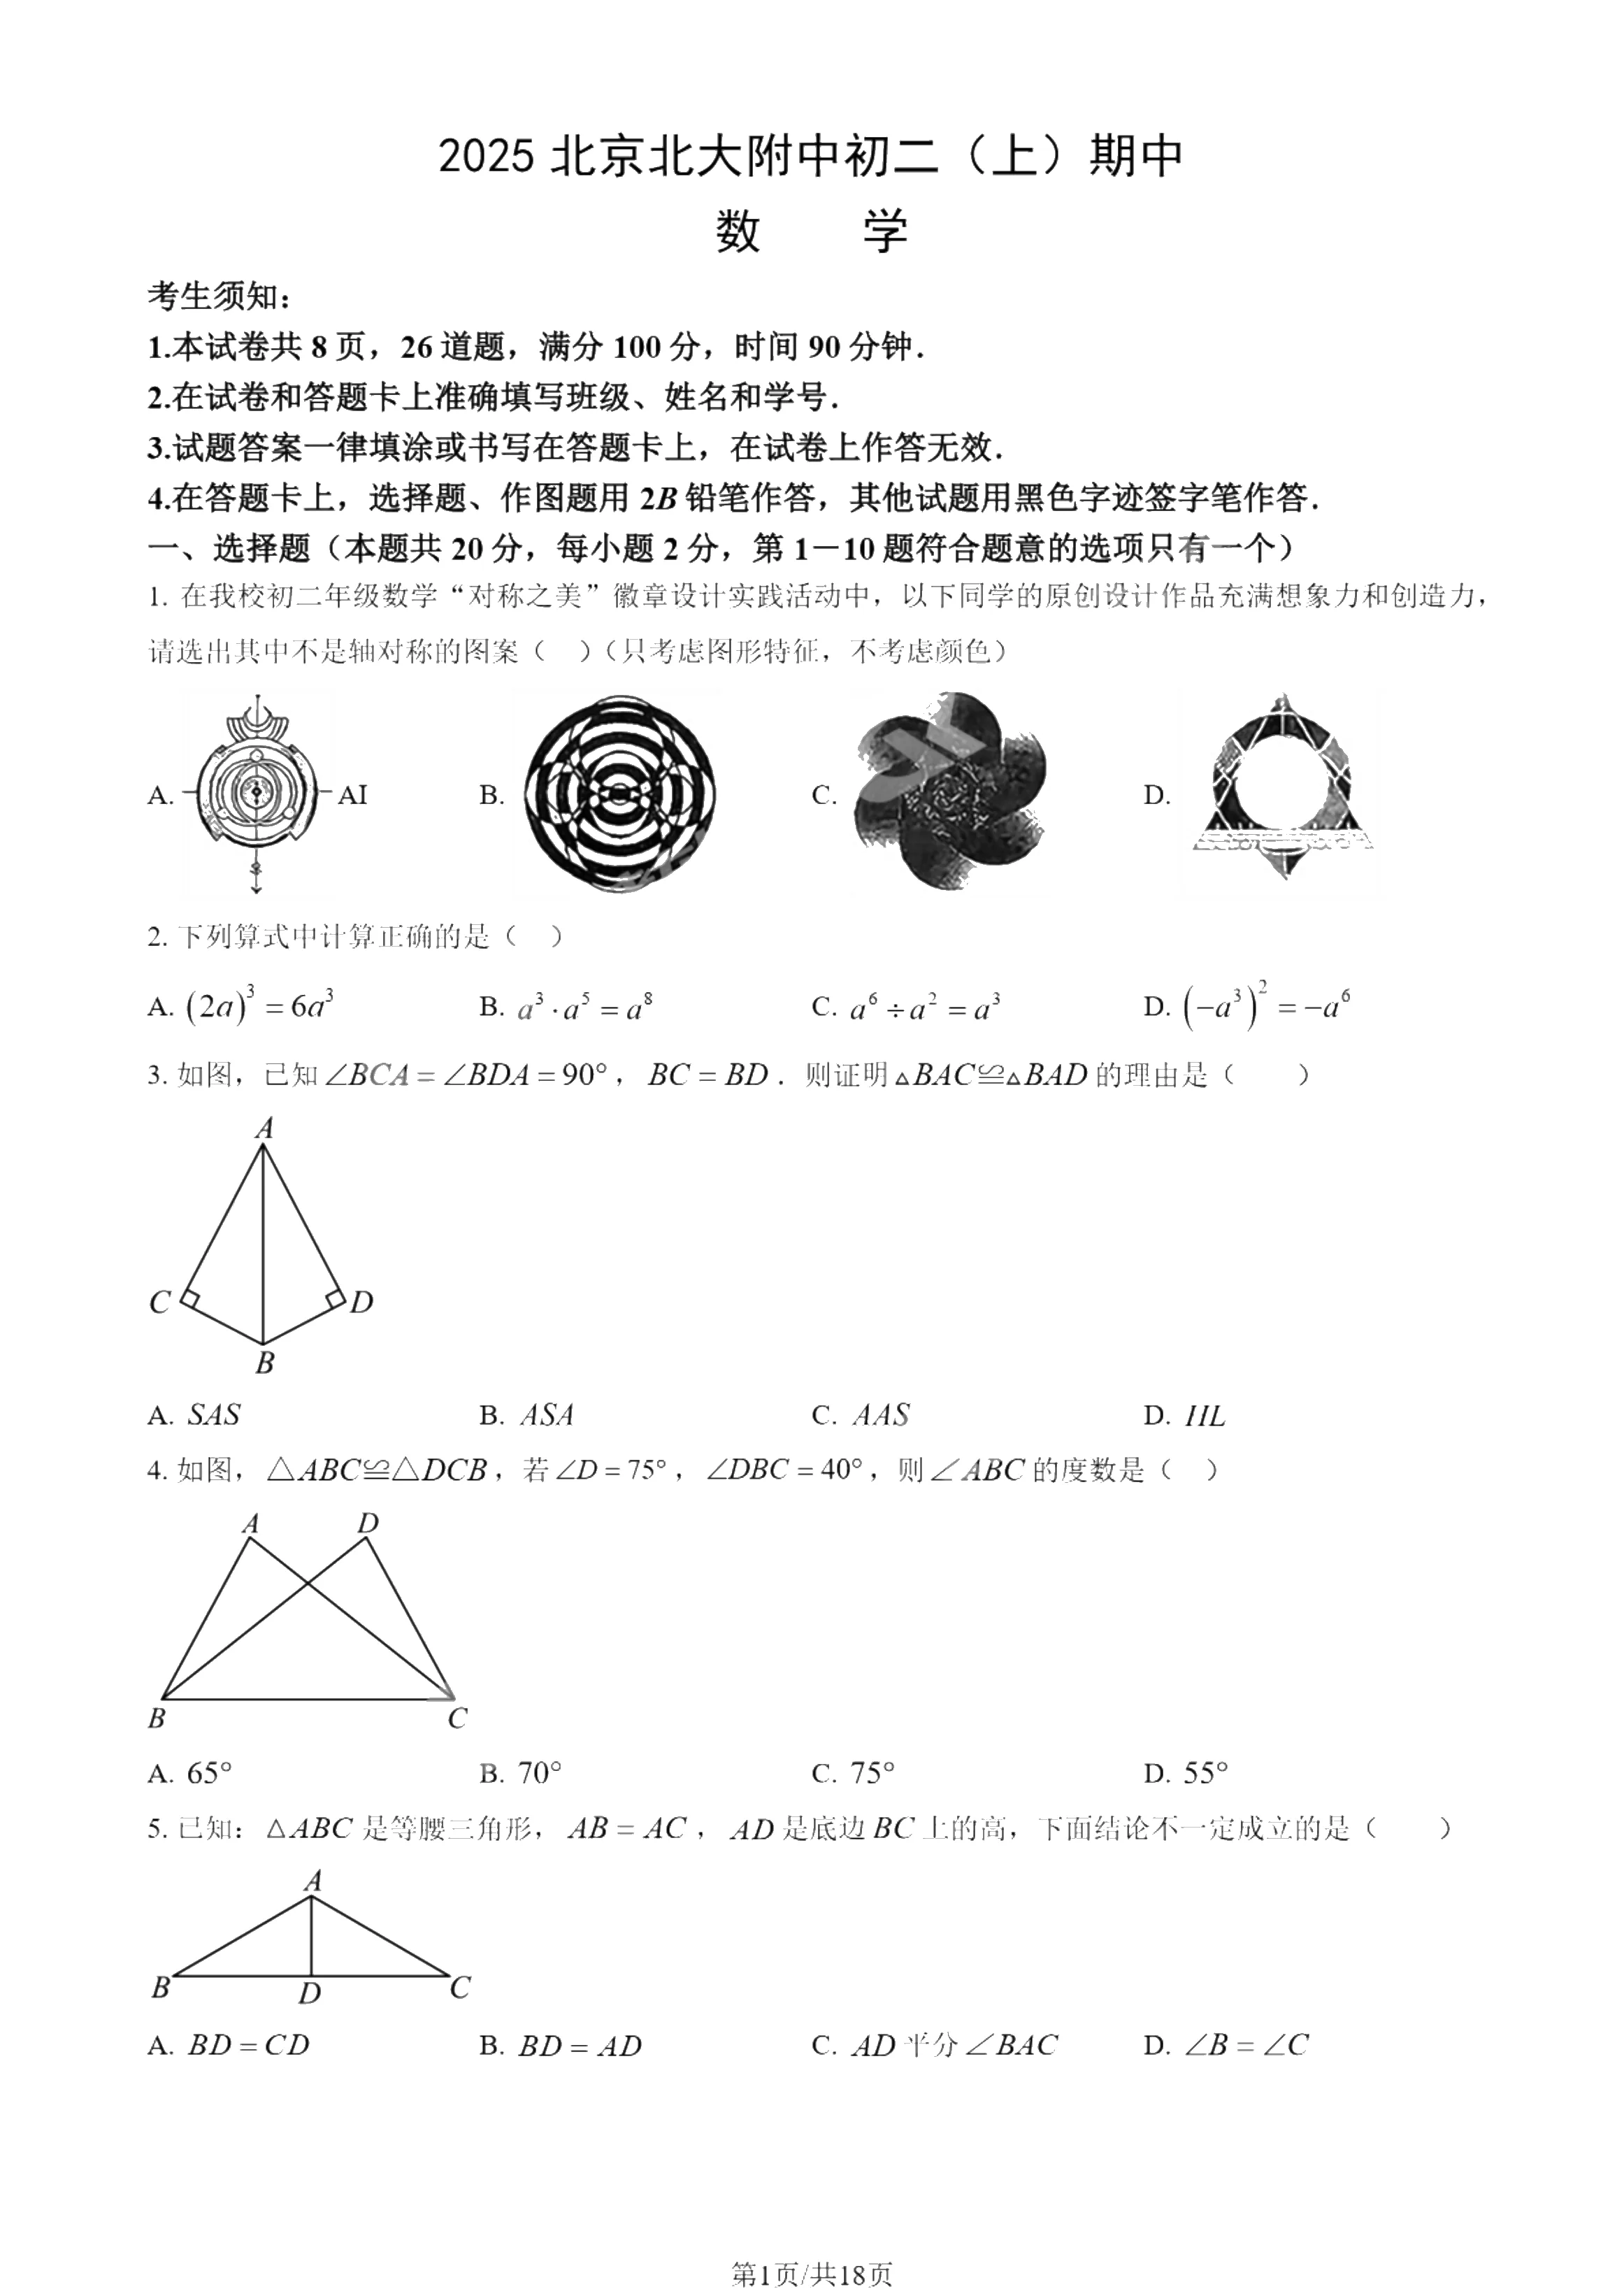 2025 北京北大附中初二（上）期中
数 学
考生须知：
1.本试卷共 8 页，26 道题，满分 100 分，时间 90 分钟．
2.在试卷和答题卡上准确填写班级、姓名和学号．
3.试题答案一律填涂或书写在答题卡上，在试卷上作答无效．
4.在答题卡上，选择题、作图题用 2B 铅笔作答，其他试题用黑色字迹签字笔作答．
一、选择题（本题共 20 分，每小题 2 分，第 1－10 题符合题意的选项只有一个）
1. 在我校初二年级数学“对称之美”徽章设计实践活动中，以下同学的原创设计作品充满想象力和创造力，
请选出其中不是轴对称的图案（ ）（只考虑图形特征，不考虑颜色）
A. AI B. C. D.
2. 下列算式中计算正确的是（ ）
A. (2a)³ = 6a³ B. a³·a⁵ = a⁸ C. a⁶÷a² = a³ D. (−a³)² = −a⁶
3. 如图，已知∠BCA = ∠BDA = 90°，BC = BD．则证明△BAC≌△BAD 的理由是（ ）
A
C D
B
A. SAS B. ASA C. AAS D. HL
4. 如图，△ABC≌△DCB，若∠D = 75°，∠DBC = 40°，则∠ABC 的度数是（ ）
A D
B C
A. 65° B. 70° C. 75° D. 55°
5. 已知：△ABC 是等腰三角形，AB = AC，AD 是底边 BC 上的高，下面结论不一定成立的是（ ）
A
B D C
A. BD = CD B. BD = AD C. AD 平分∠BAC D. ∠B = ∠C
第1页/共18页